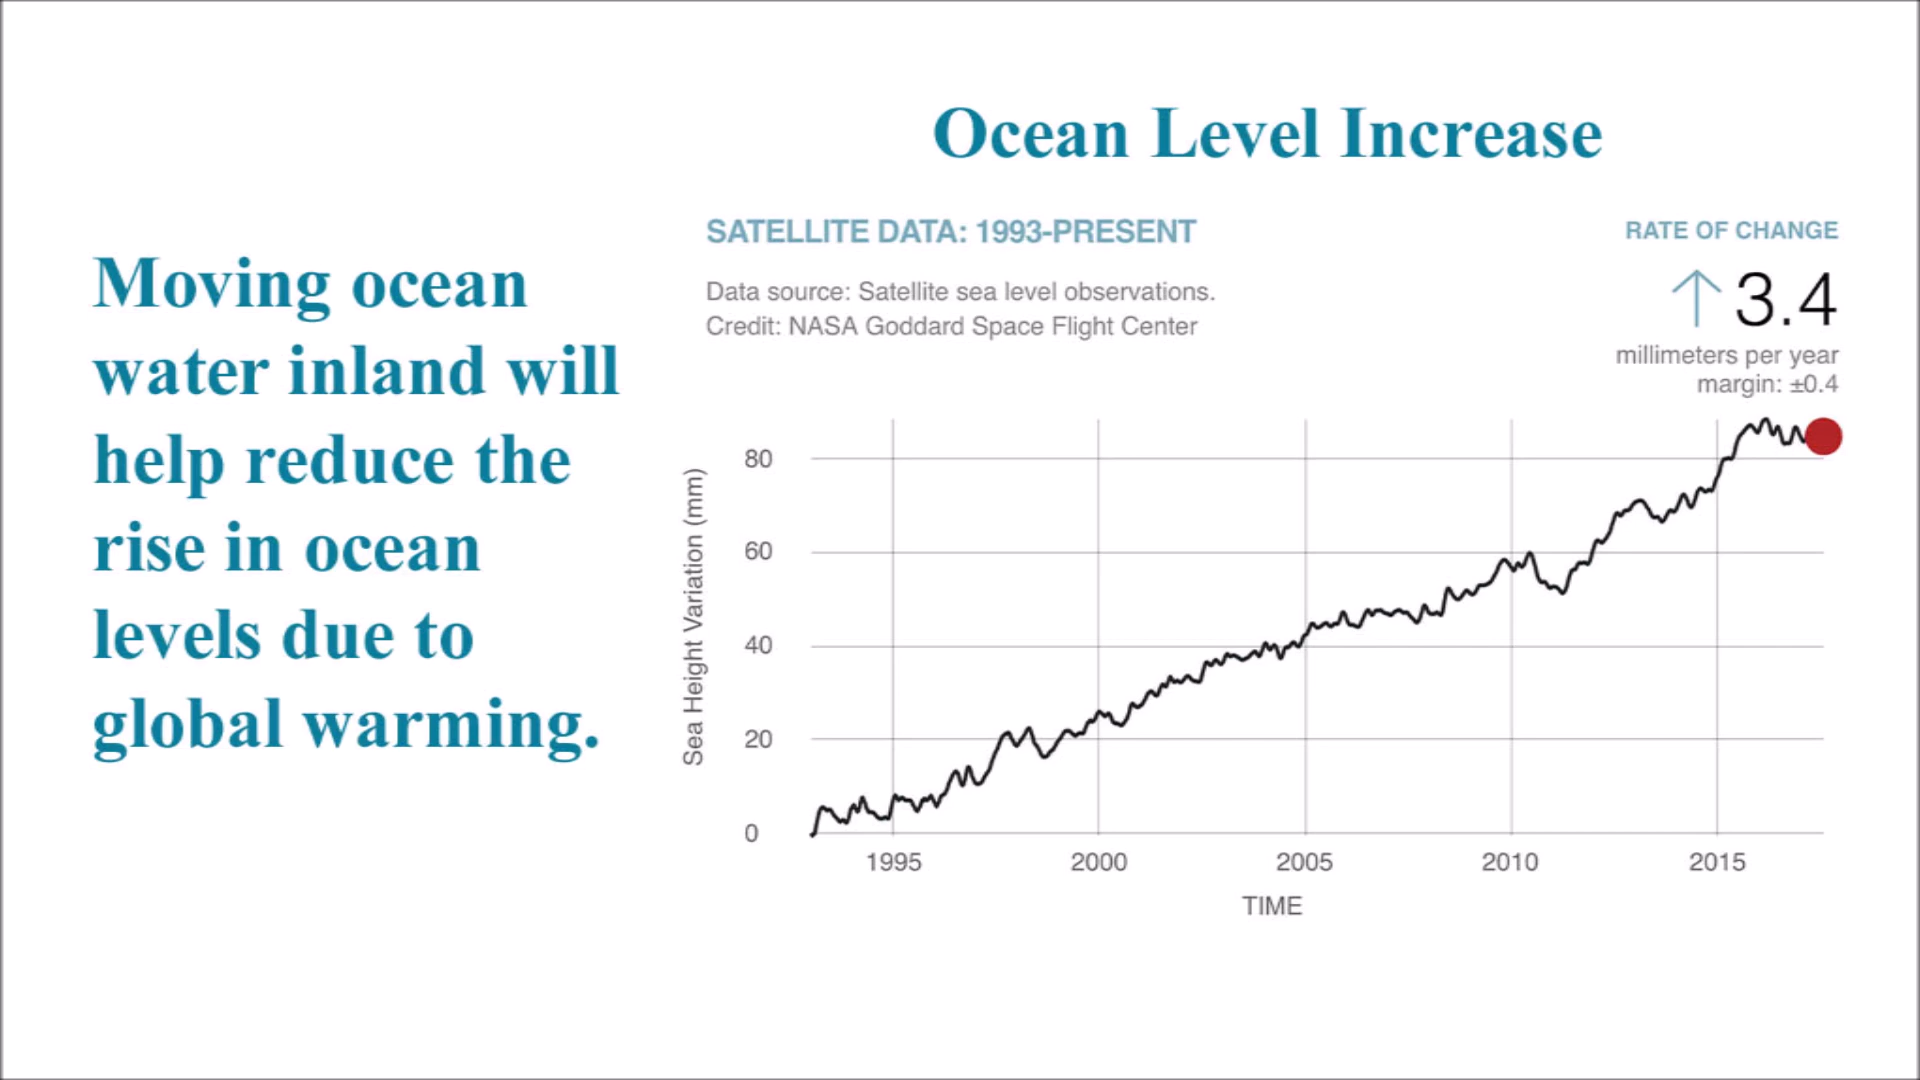 Ocean Level Increase
Moving ocean
water inland will
help reduce the
rise in ocean
levels due to
global warming.
SATELLITE DATA: 1993-PRESENT
Data source: Satellite sea level observations.
Credit: NASA Goddard Space Flight Center
RATE OF CHANGE
↑ 3.4
millimeters per year
margin: ±0.4
Sea Height Variation (mm)
80
60
40
20
0
1995 2000 2005 2010 2015
TIME